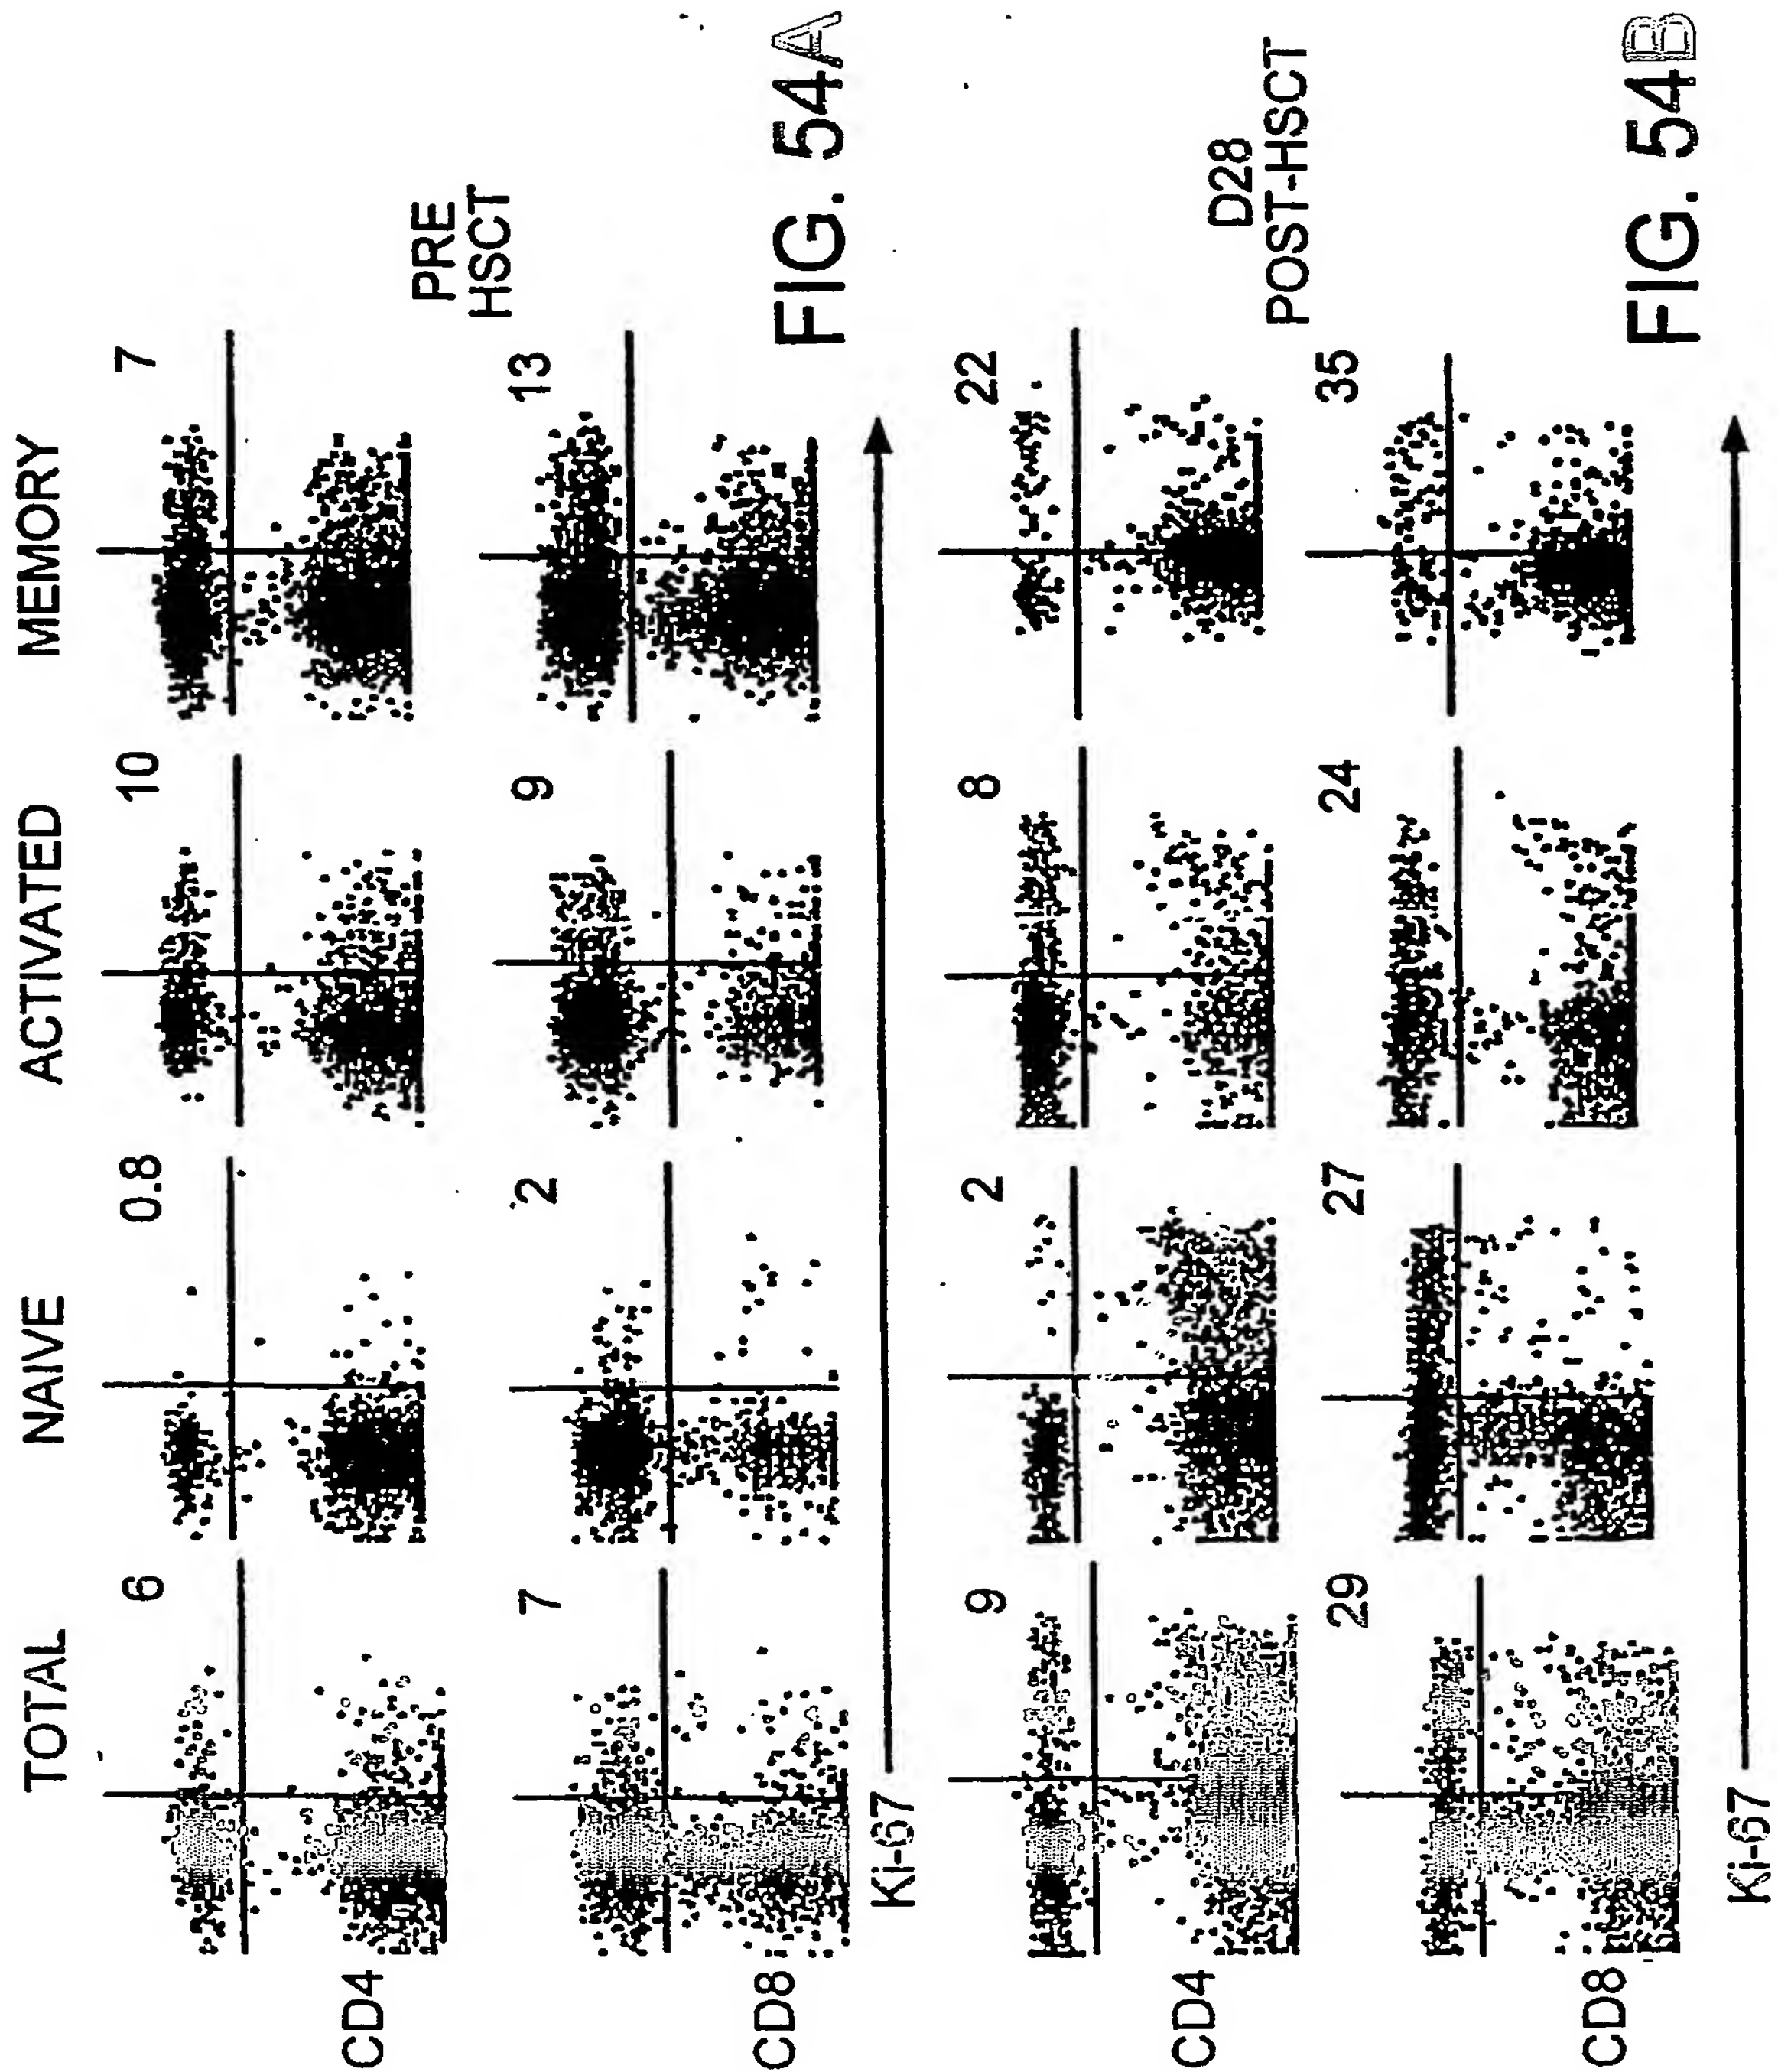 TOTAL NAIVE ACTIVATED MEMORY
6 0.8 10 7
CD4
PRE
HSCT
7 2 9 13
CD8
Ki-67
FIG. 54A
9 2 8 22
CD4
D28
POST-HSCT
29 27 24 35
CD8
Ki-67
FIG. 54B